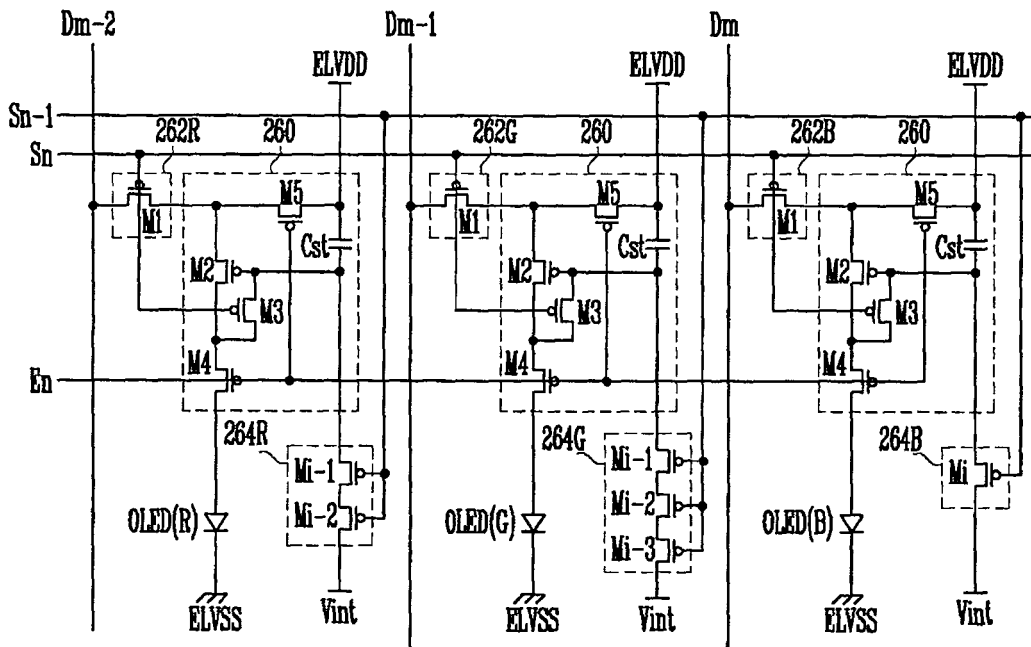 Dm-2 Dm-1 Dm
ELVDD ELVDD ELVDD
Sn-1
262R 260 262G 260 262B 260
Sn
M5 M5 M5
M1 M1 M1
Cst Cst Cst
M2 M2 M2
M3 M3 M3
M4 M4 M4
En
264R 264G 264B
Mi-1 Mi-1 Mi
Mi-2 Mi-2
OLED(R) OLED(G) OLED(B)
Mi-3
ELVSS Vint ELVSS Vint ELVSS Vint